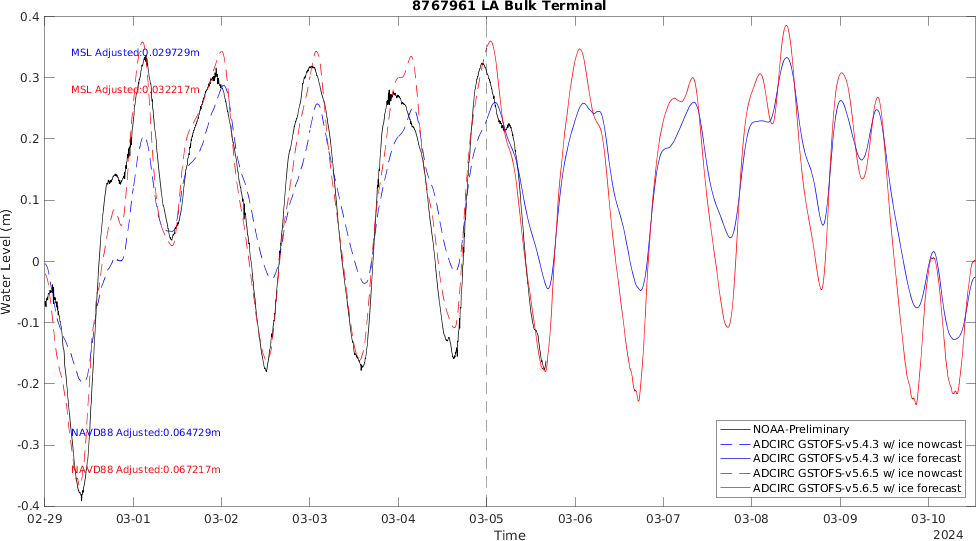 8767961 LA Bulk Terminal
0.4
0.3
0.2
0.1
0
-0.1
-0.2
-0.3
-0.4
Water Level (m)
MSL Adjusted:0.029729m
MSL Adjusted:0.032217m
NAVD88 Adjusted:0.064729m
NAVD88 Adjusted:0.067217m
NOAA-Preliminary
ADCIRC GSTOFS-v5.4.3 w/ ice nowcast
ADCIRC GSTOFS-v5.4.3 w/ ice forecast
ADCIRC GSTOFS-v5.6.5 w/ ice nowcast
ADCIRC GSTOFS-v5.6.5 w/ ice forecast
02-29 03-01 03-02 03-03 03-04 03-05 03-06 03-07 03-08 03-09 03-10
Time
2024